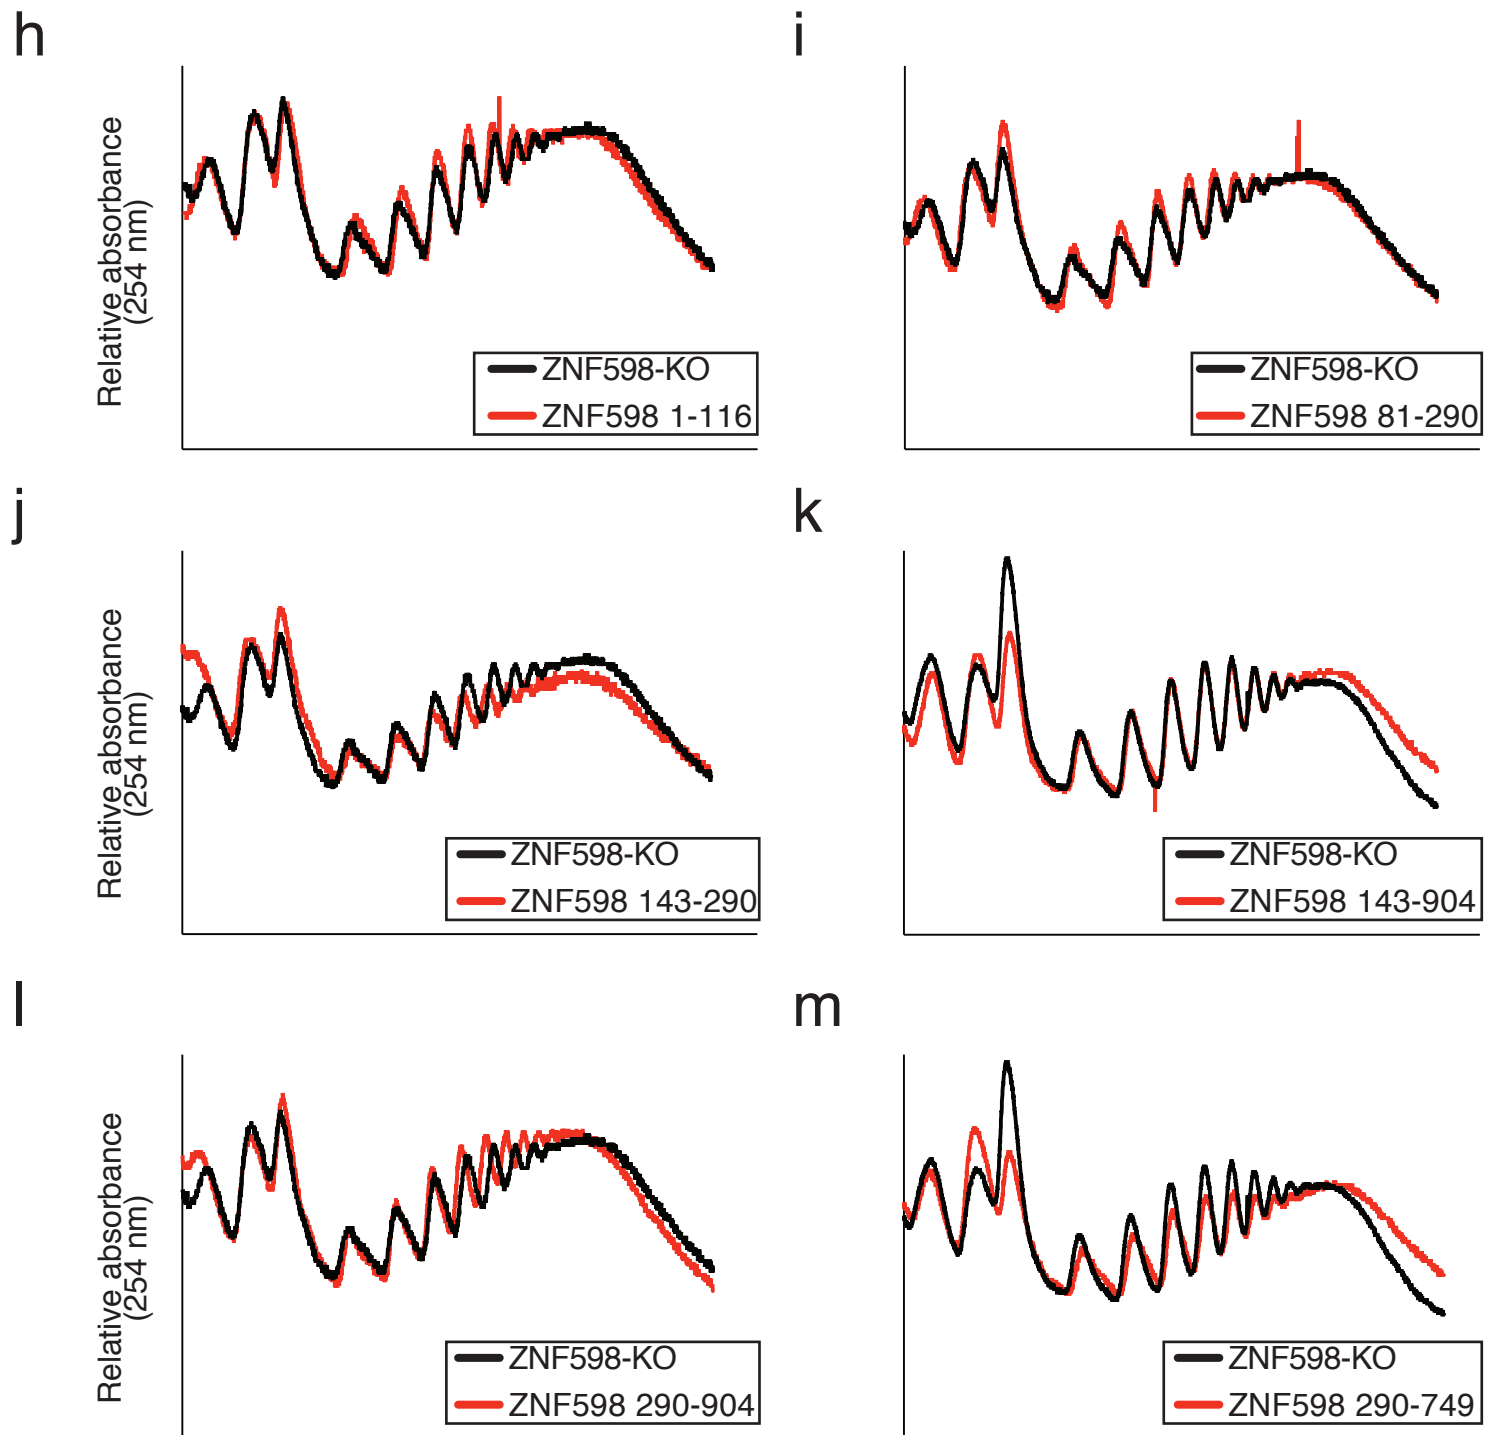 h
Relative absorbance
(254 nm)
ZNF598-KO
ZNF598 1-116
i
ZNF598-KO
ZNF598 81-290
j
Relative absorbance
(254 nm)
ZNF598-KO
ZNF598 143-290
k
ZNF598-KO
ZNF598 143-904
l
Relative absorbance
(254 nm)
ZNF598-KO
ZNF598 290-904
m
ZNF598-KO
ZNF598 290-749